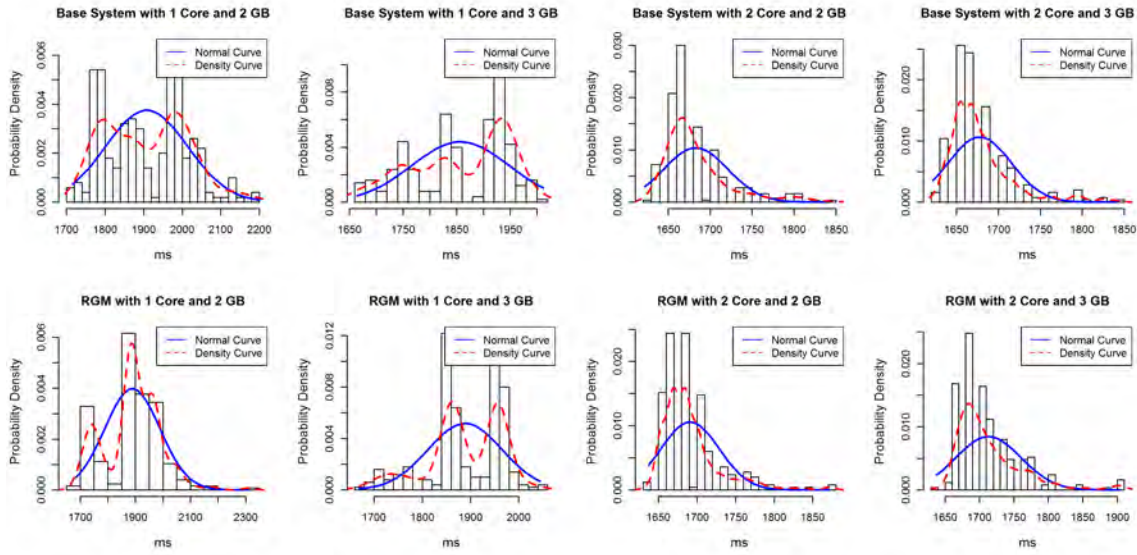 Base System with 1 Core and 2 GB
Normal Curve
Density Curve
Probability Density
0.000 0.002 0.004 0.006
1700 1800 1900 2000 2100 2200
ms
Base System with 1 Core and 3 GB
Normal Curve
Density Curve
Probability Density
0.000 0.004 0.008
1650 1750 1850 1950
ms
Base System with 2 Core and 2 GB
Normal Curve
Density Curve
Probability Density
0.000 0.010 0.020 0.030
1650 1700 1750 1800 1850
ms
Base System with 2 Core and 3 GB
Normal Curve
Density Curve
Probability Density
0.000 0.010 0.020
1650 1700 1750 1800 1850
ms
RGM with 1 Core and 2 GB
Normal Curve
Density Curve
Probability Density
0.000 0.002 0.004 0.006
1700 1900 2100 2300
ms
RGM with 1 Core and 3 GB
Normal Curve
Density Curve
Probability Density
0.000 0.004 0.008 0.012
1700 1800 1900 2000
ms
RGM with 2 Core and 2 GB
Normal Curve
Density Curve
Probability Density
0.000 0.010 0.020
1650 1700 1750 1800 1850
ms
RGM with 2 Core and 3 GB
Normal Curve
Density Curve
Probability Density
0.000 0.010 0.020
1650 1700 1750 1800 1850 1900
ms